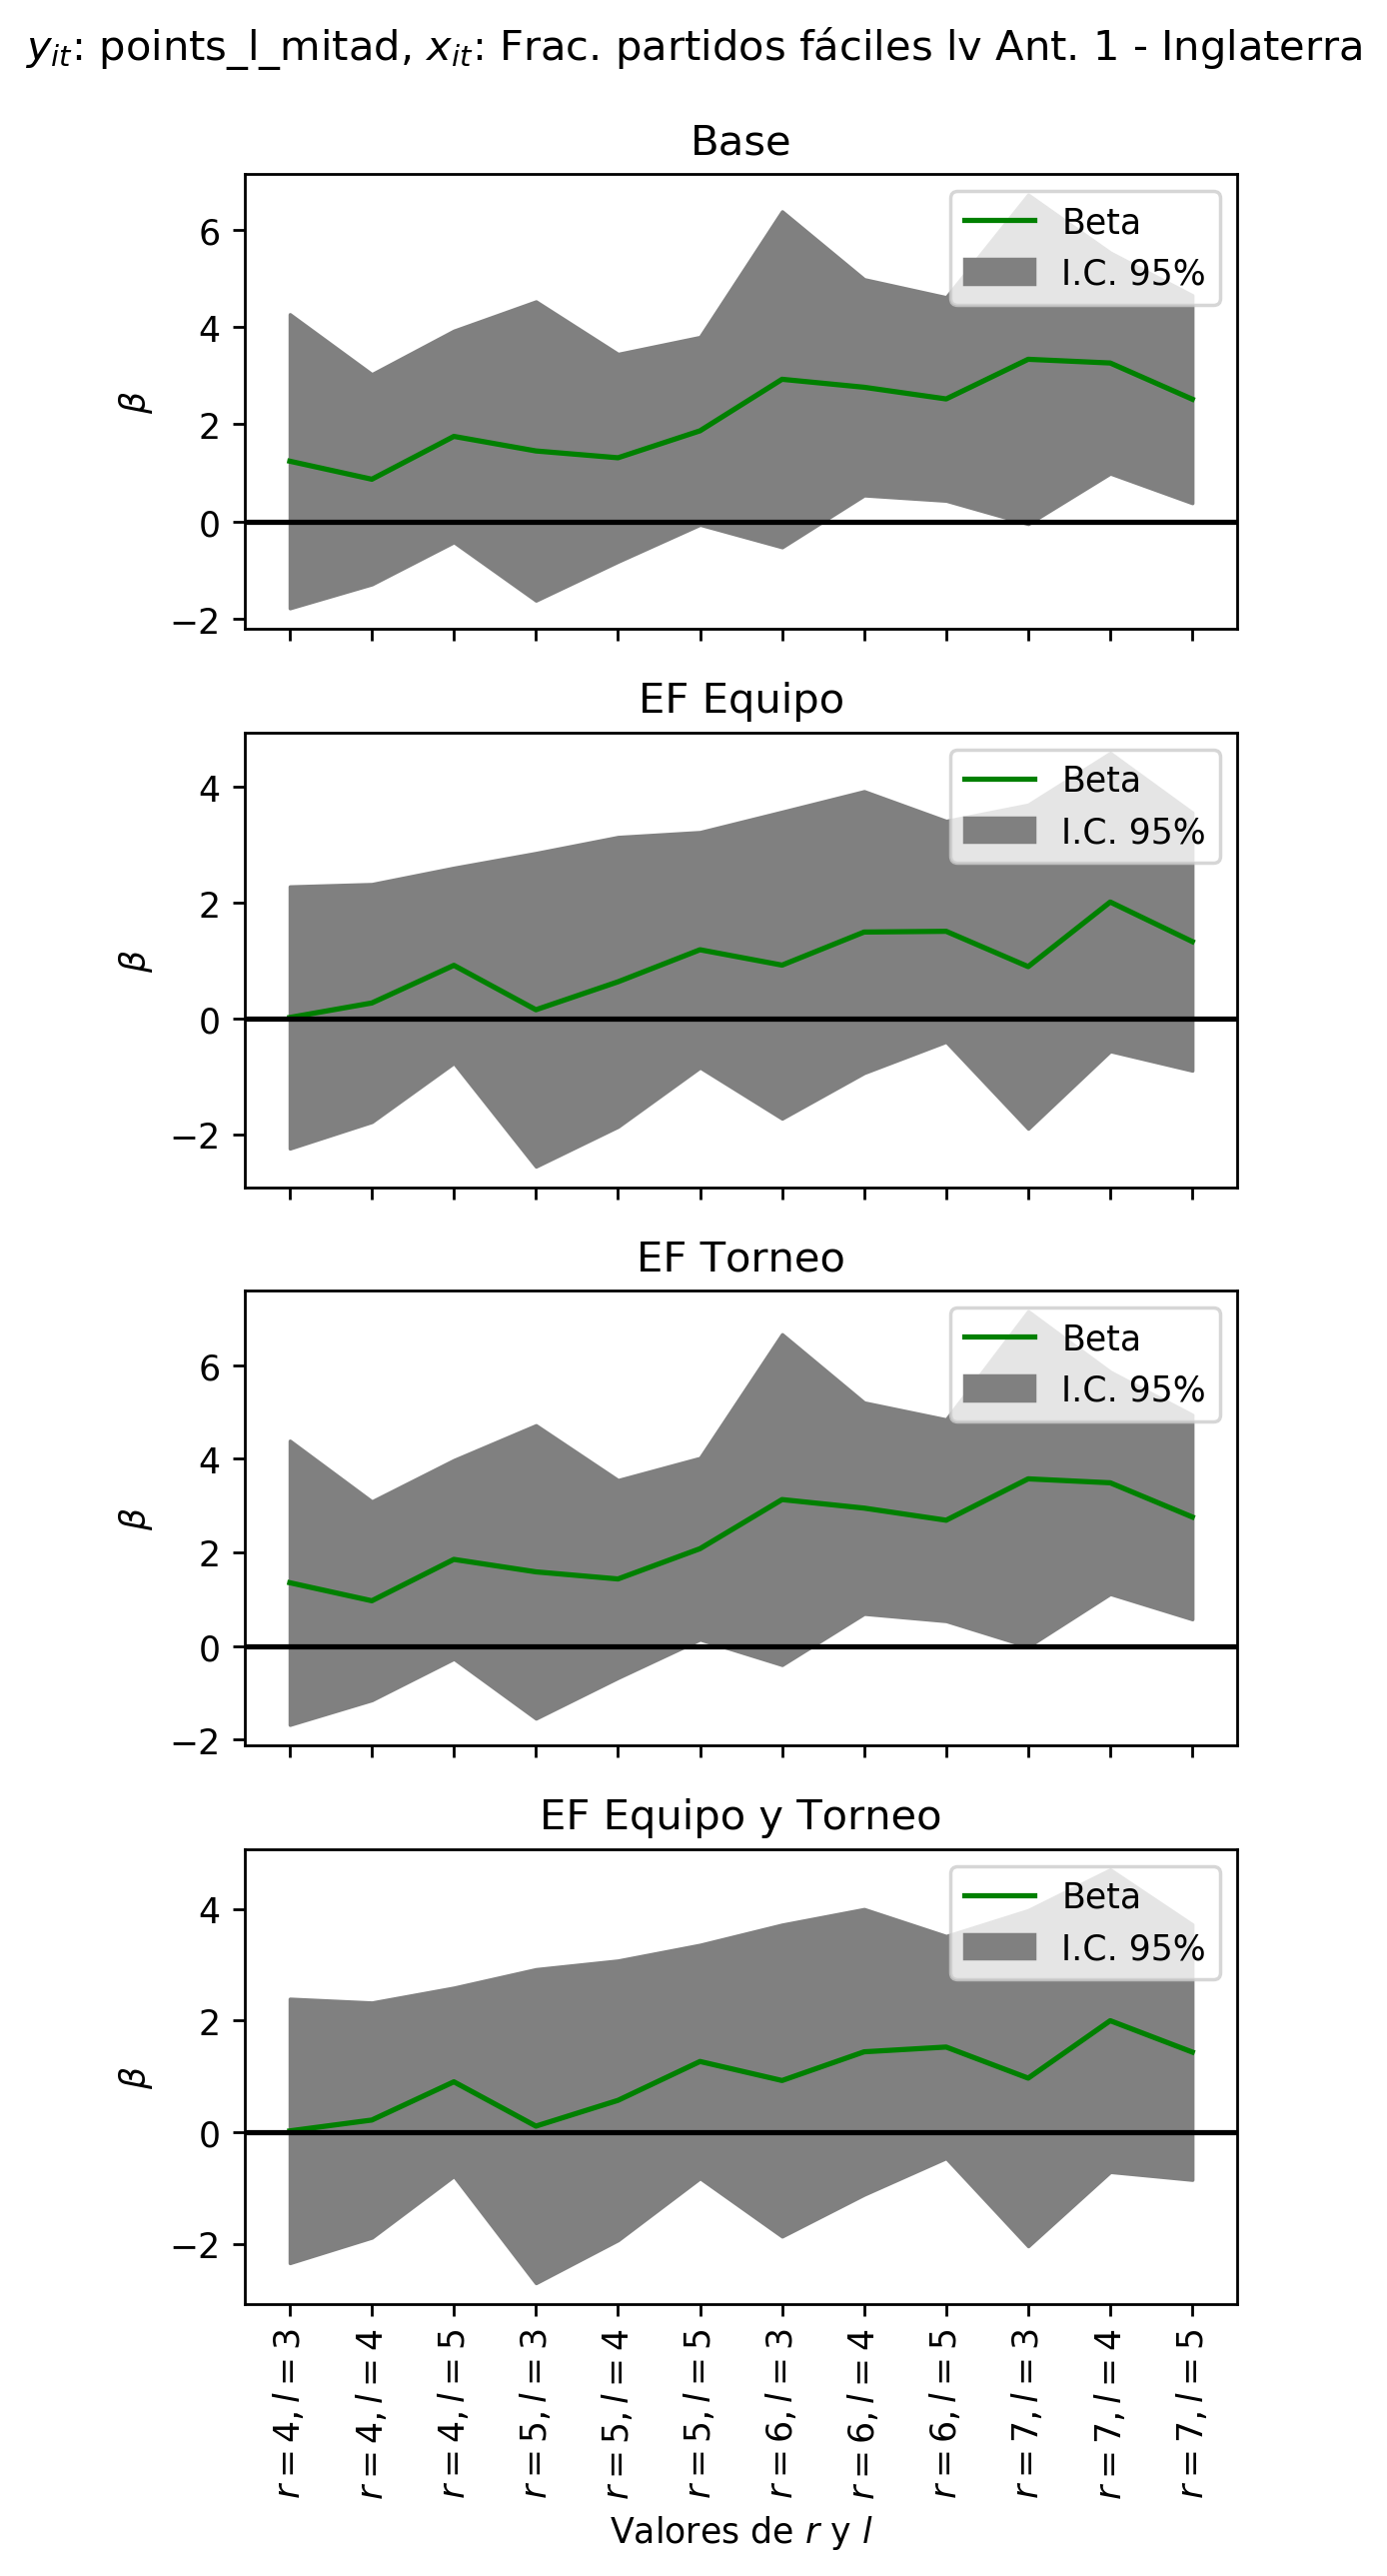 y_it: points_l_mitad, x_it: Frac. partidos fáciles lv Ant. 1 - Inglaterra
Base
Beta
I.C. 95%
6
4
2
0
−2
β
EF Equipo
Beta
I.C. 95%
4
2
0
−2
β
EF Torneo
Beta
I.C. 95%
6
4
2
0
−2
β
EF Equipo y Torneo
Beta
I.C. 95%
4
2
0
−2
β
r = 4, l = 3
r = 4, l = 4
r = 4, l = 5
r = 5, l = 3
r = 5, l = 4
r = 5, l = 5
r = 6, l = 3
r = 6, l = 4
r = 6, l = 5
r = 7, l = 3
r = 7, l = 4
r = 7, l = 5
Valores de r y l